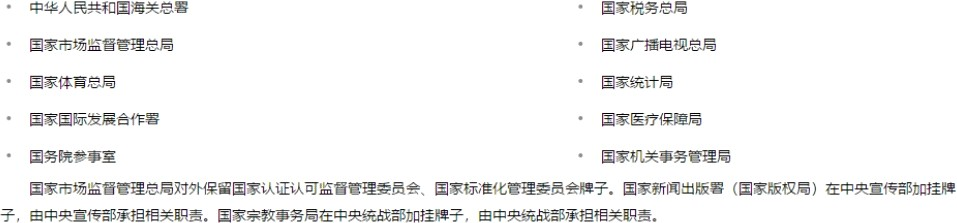 中华人民共和国海关总署
国家税务总局
国家市场监督管理总局
国家广播电视总局
国家体育总局
国家统计局
国家国际发展合作署
国家医疗保障局
国务院参事室
国家机关事务管理局
国家市场监督管理总局对外保留国家认证认可监督管理委员会、国家标准化管理委员会牌子。国家新闻出版署（国家版权局）在中央宣传部加挂牌
子，由中央宣传部承担相关职责。国家宗教事务局在中央统战部加挂牌子，由中央统战部承担相关职责。